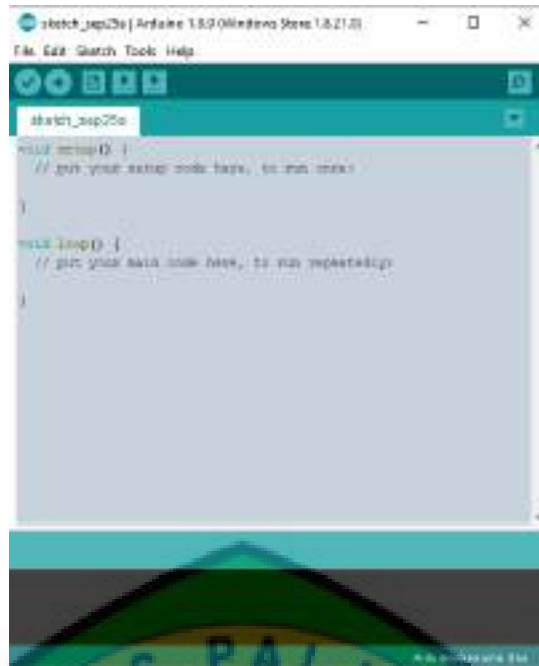 sketch_sep25a | Arduino 1.8.9 (Windows Store 1.8.21.0)
File Edit Sketch Tools Help
sketch_sep25a
void setup() {
// put your setup code here, to run once:
}
void loop() {
// put your main code here, to run repeatedly:
}
S PA